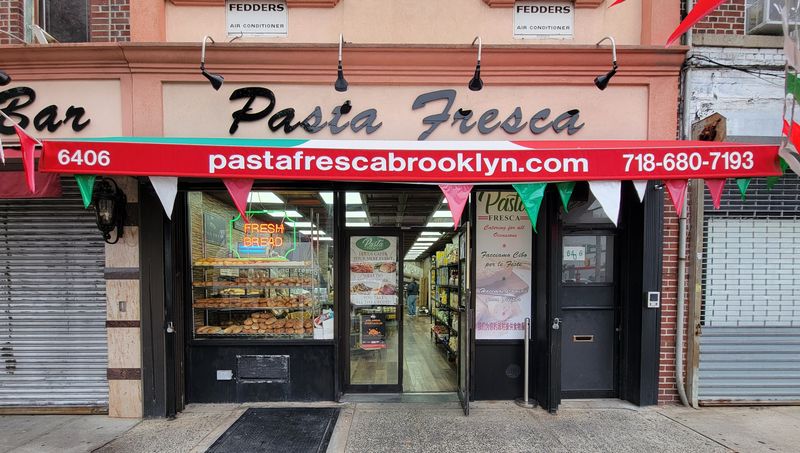 FEDDERS
AIR CONDITIONER
FEDDERS
AIR CONDITIONER
Bar
Pasta Fresca
6406
pastafrescabrooklyn.com
718-680-7193
FRESH
BREAD
Pasta
Pasta
FRESCA
Catering for all
Occassions
Facciamo Cibo
per le Feste